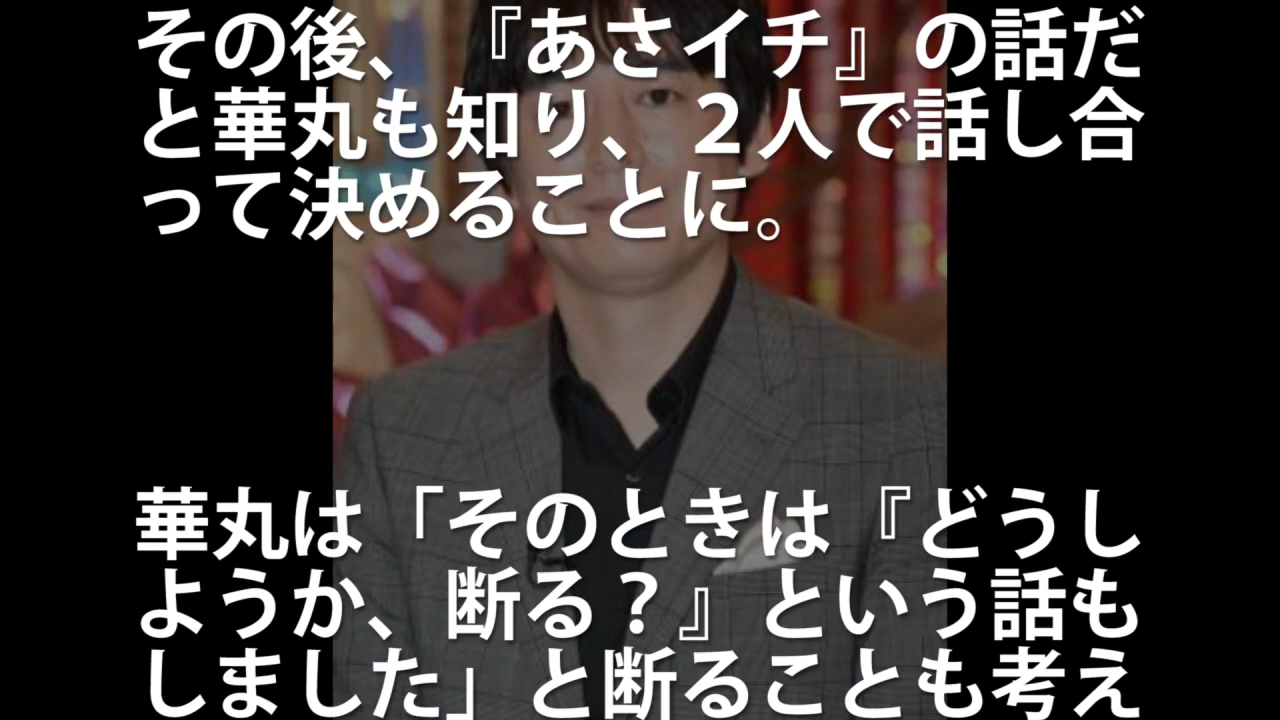 その後、『あさイチ』の話だ
と華丸も知り、２人で話し合
って決めることに。
華丸は「そのときは『どうし
ようか、断る？』という話も
しました」と断ることも考え